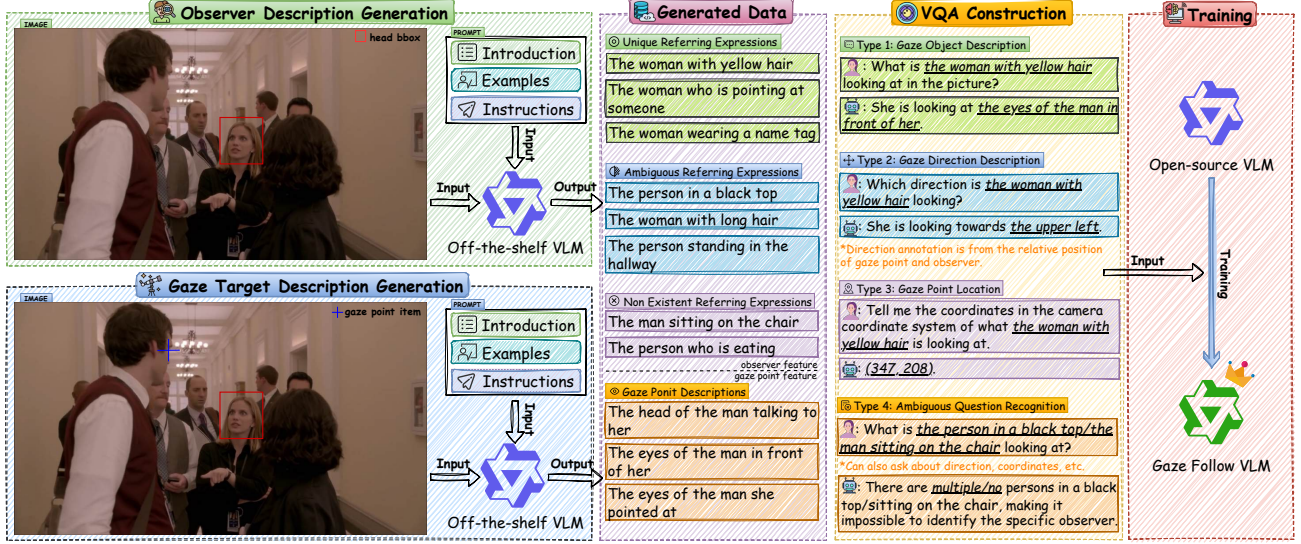 Observer Description Generation
IMAGE
head bbox
PROMPT
Introduction
Examples
Instructions
Input
Input
Output
Off-the-shelf VLM
Gaze Target Description Generation
IMAGE
gaze point item
PROMPT
Introduction
Examples
Instructions
Input
Input
Output
Off-the-shelf VLM
Generated Data
Unique Referring Expressions
The woman with yellow hair
The woman who is pointing at
someone
The woman wearing a name tag
Ambiguous Referring Expressions
The person in a black top
The woman with long hair
The person standing in the
hallway
Non Existent Referring Expressions
The man sitting on the chair
The person who is eating
observer feature
gaze point feature
Gaze Ponit Descriptions
The head of the man talking to
her
The eyes of the man in front
of her
The eyes of the man she
pointed at
VQA Construction
Type 1: Gaze Object Description
: What is the woman with yellow hair
looking at in the picture?
: She is looking at the eyes of the man in
front of her.
Type 2: Gaze Direction Description
: Which direction is the woman with
yellow hair looking?
: She is looking towards the upper left.
*Direction annotation is from the relative position
of gaze point and observer.
Type 3: Gaze Point Location
: Tell me the coordinates in the camera
coordinate system of what the woman with
yellow hair is looking at.
: (347, 208).
Type 4: Ambiguous Question Recognition
: What is the person in a black top/the
man sitting on the chair looking at?
*Can also ask about direction, coordinates, etc.
: There are multiple/no persons in a black
top/sitting on the chair, making it
impossible to identify the specific observer.
Input
Training
Open-source VLM
Training
Gaze Follow VLM